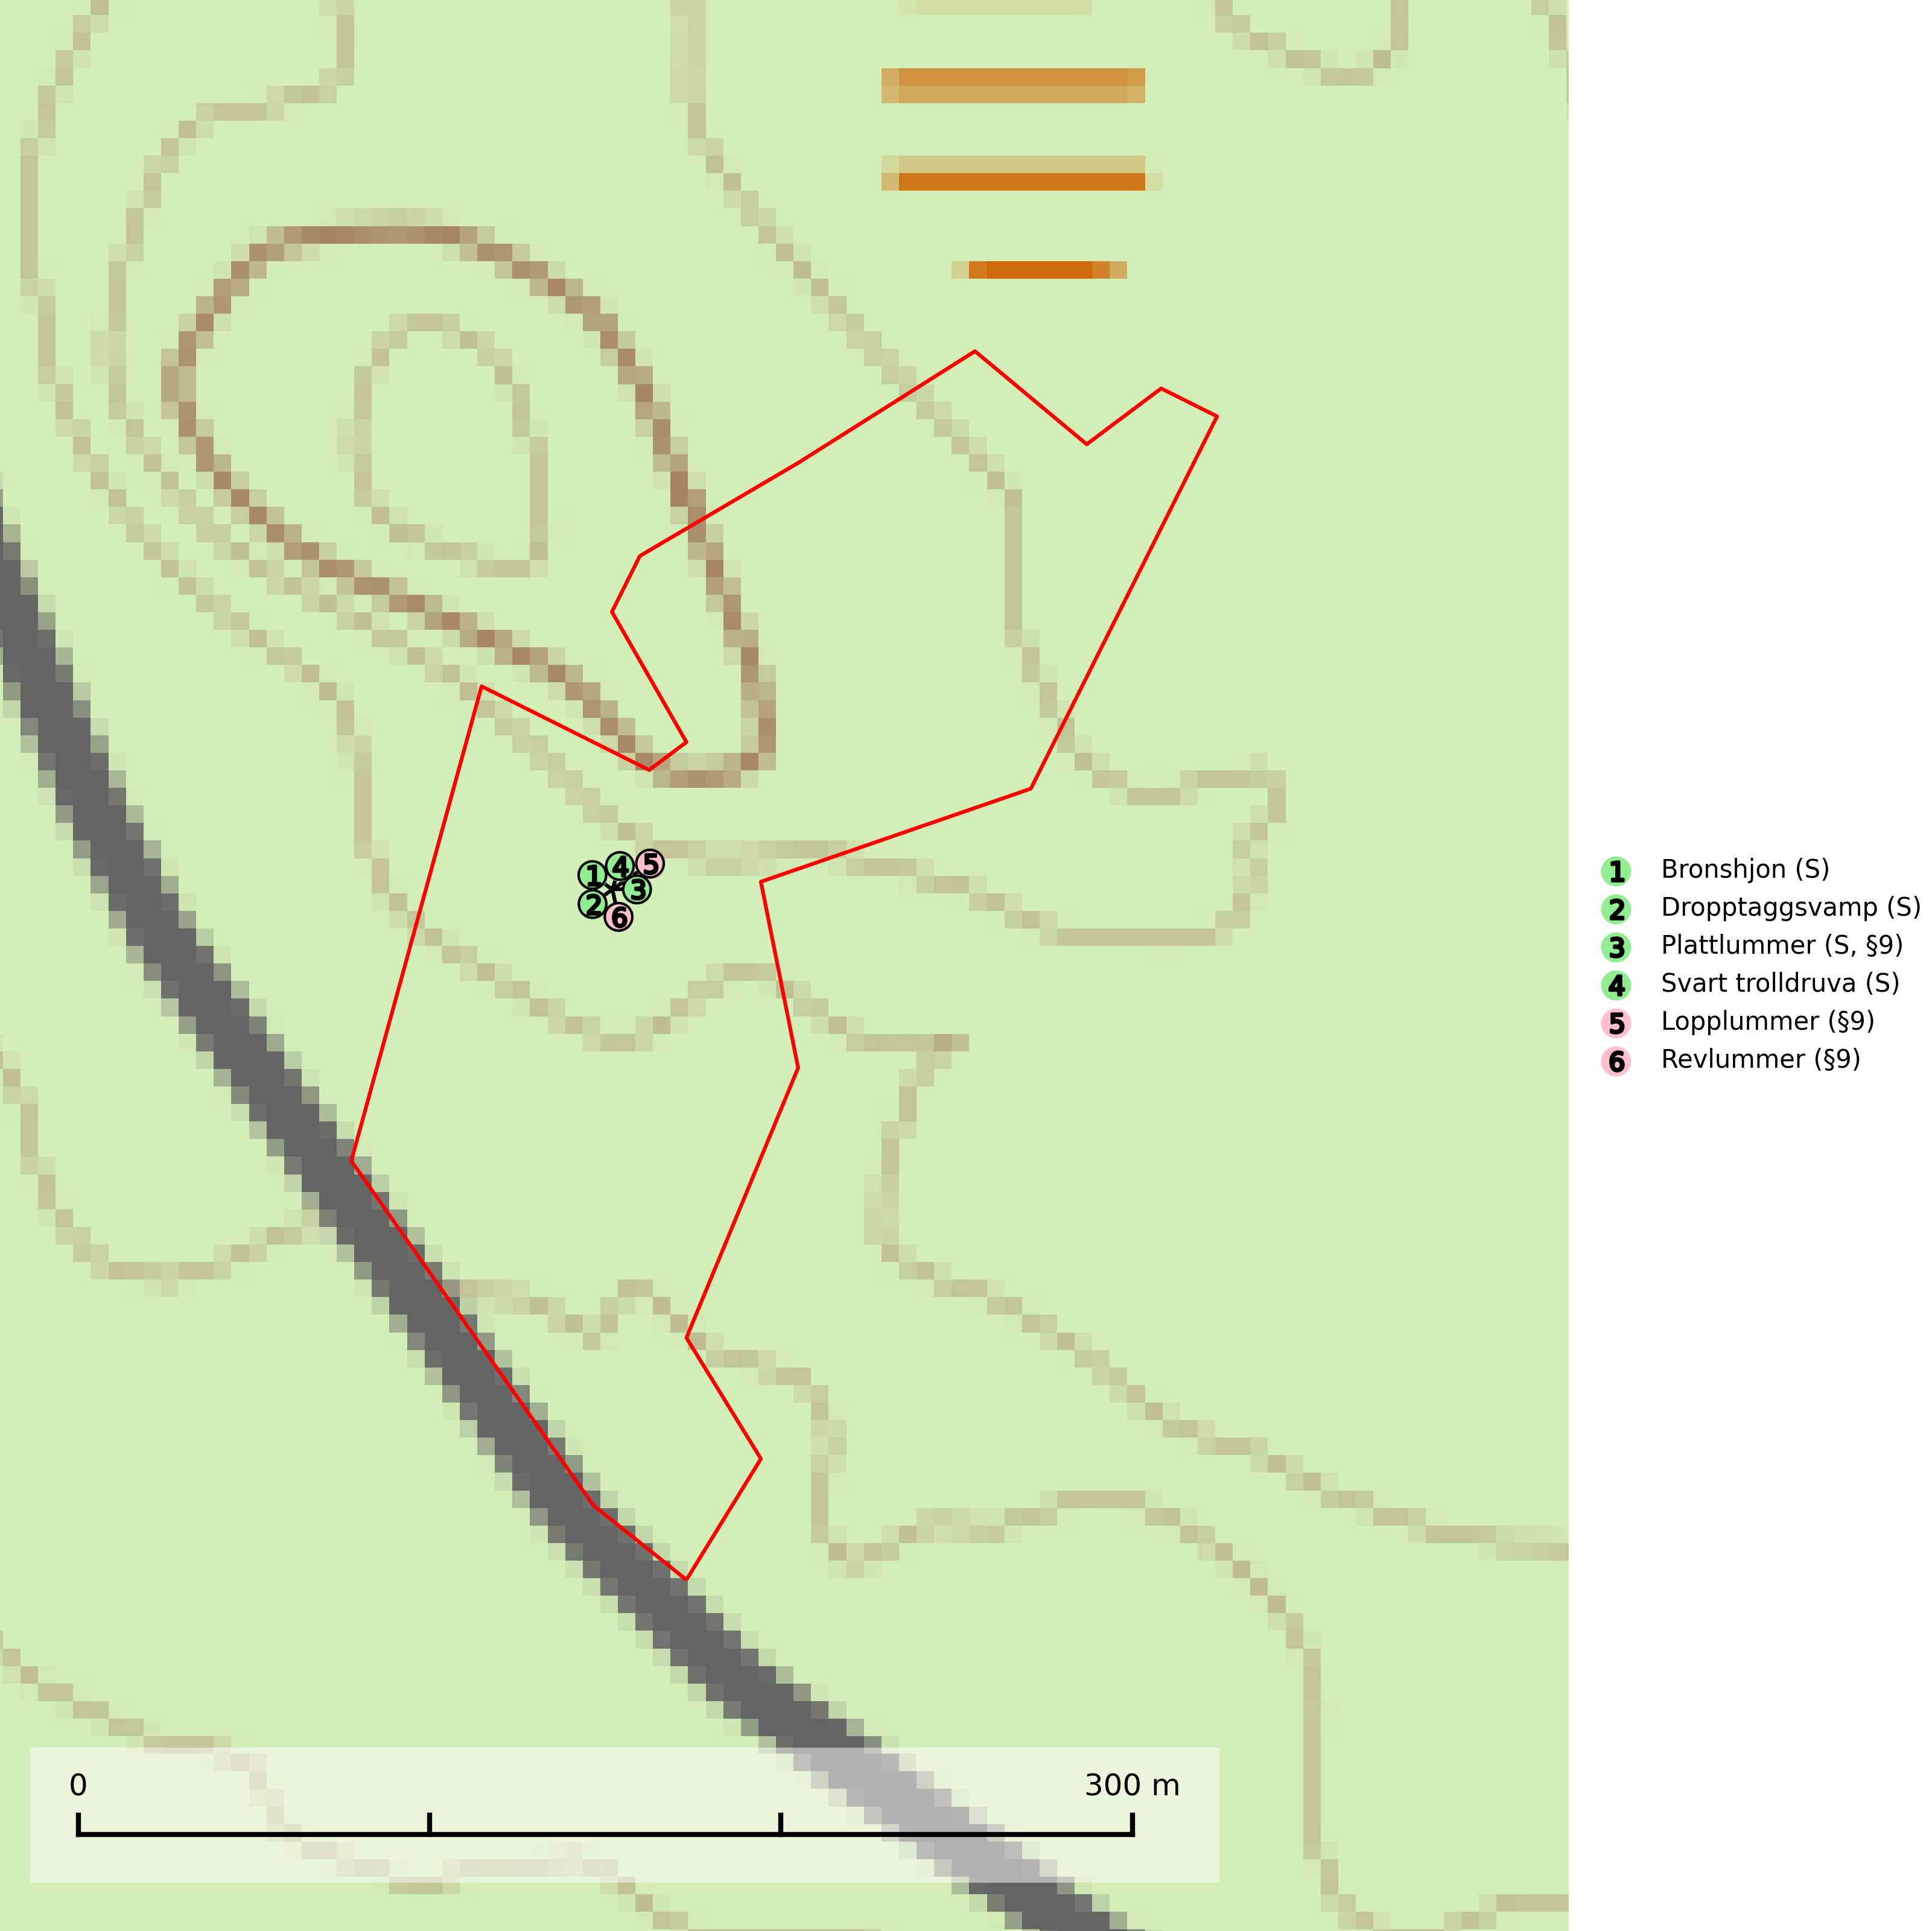 1 4 5
3
2 6
1 Bronshjon (S)
2 Dropptaggsvamp (S)
3 Plattlummer (S, §9)
4 Svart trolldruva (S)
5 Lopplummer (§9)
6 Revlummer (§9)
0 300 m